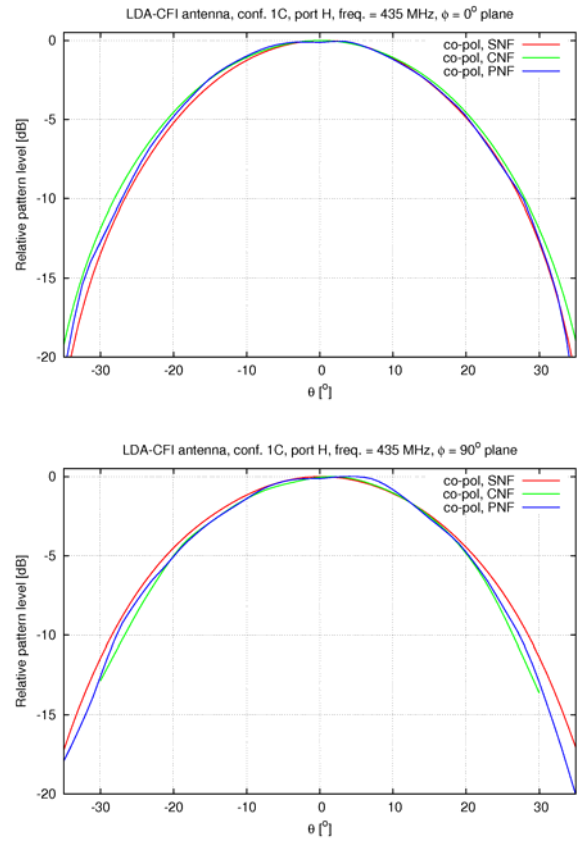 LDA-CFI antenna, conf. 1C, port H, freq. = 435 MHz, ϕ = 0° plane
co-pol, SNF
co-pol, CNF
co-pol, PNF
Relative pattern level [dB]
0
-5
-10
-15
-20
-30
-20
-10
0
10
20
30
θ [°]
LDA-CFI antenna, conf. 1C, port H, freq. = 435 MHz, ϕ = 90° plane
co-pol, SNF
co-pol, CNF
co-pol, PNF
Relative pattern level [dB]
0
-5
-10
-15
-20
-30
-20
-10
0
10
20
30
θ [°]